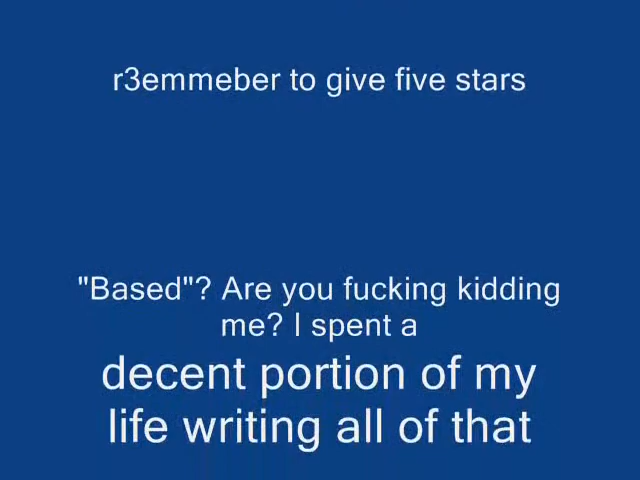 r3emmeber to give five stars
"Based"? Are you fucking kidding
me? I spent a
decent portion of my
life writing all of that